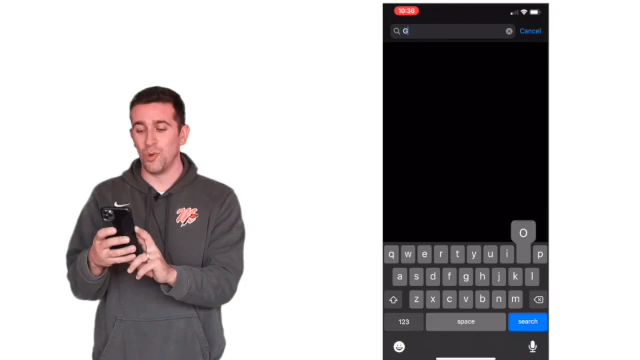 10:38
G
Cancel
O
q w e r t y u i p
a s d f g h j k l
z x c v b n m
123 space search